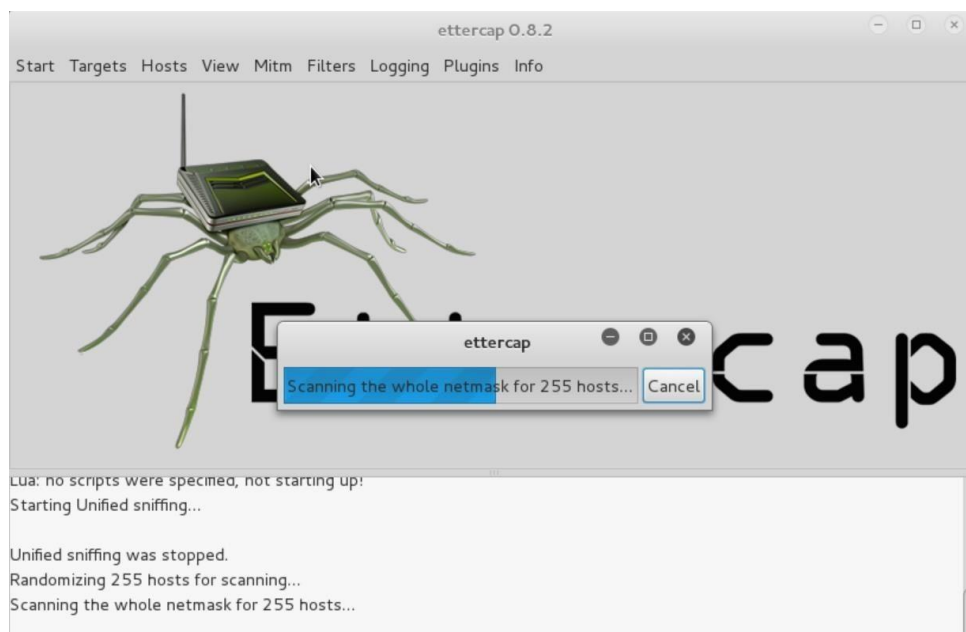 ettercap 0.8.2
Start Targets Hosts View Mitm Filters Logging Plugins Info
ettercap
Scanning the whole netmask for 255 hosts... Cancel
cap
Lua: no scripts were specified, not starting up!
Starting Unified sniffing...
Unified sniffing was stopped.
Randomizing 255 hosts for scanning...
Scanning the whole netmask for 255 hosts...